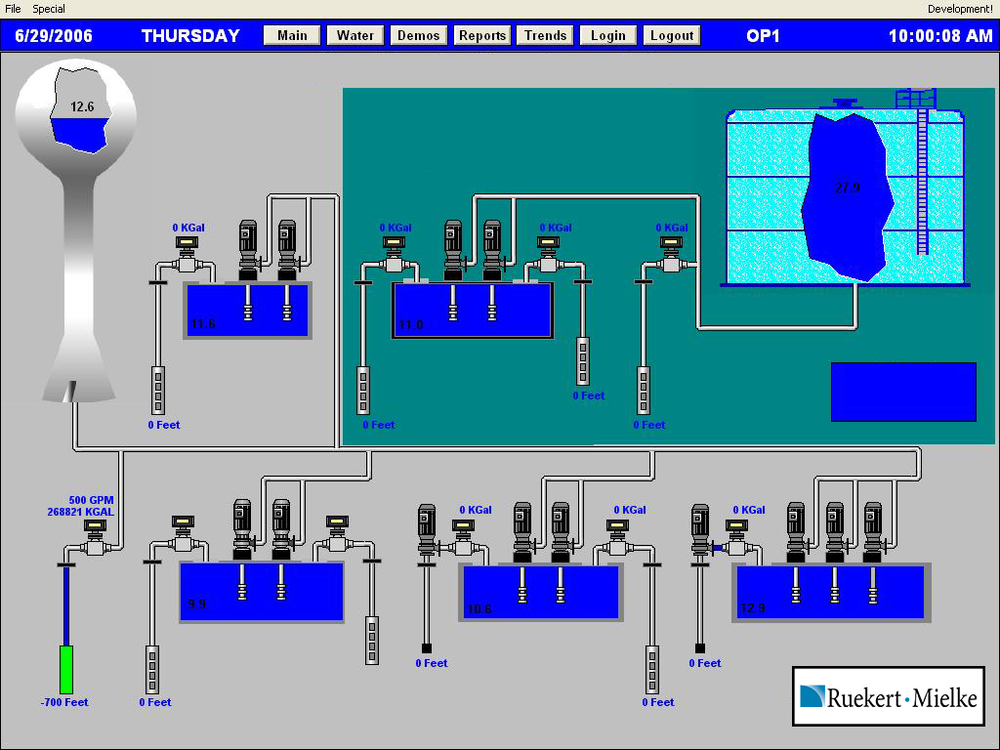 File Special Development!
6/29/2006 THURSDAY Main Water Demos Reports Trends Login Logout OP1 10:00:08 AM
12.6
27.9
0 KGal 0 KGal 0 KGal 0 KGal
11.6 11.0
0 Feet
0 Feet 0 Feet 0 Feet
500 GPM
268821 KGAL
0 KGal 0 KGal 0 KGal
9.9 10.6 12.9
0 Feet 0 Feet
-700 Feet 0 Feet 0 Feet
Ruekert·Mielke